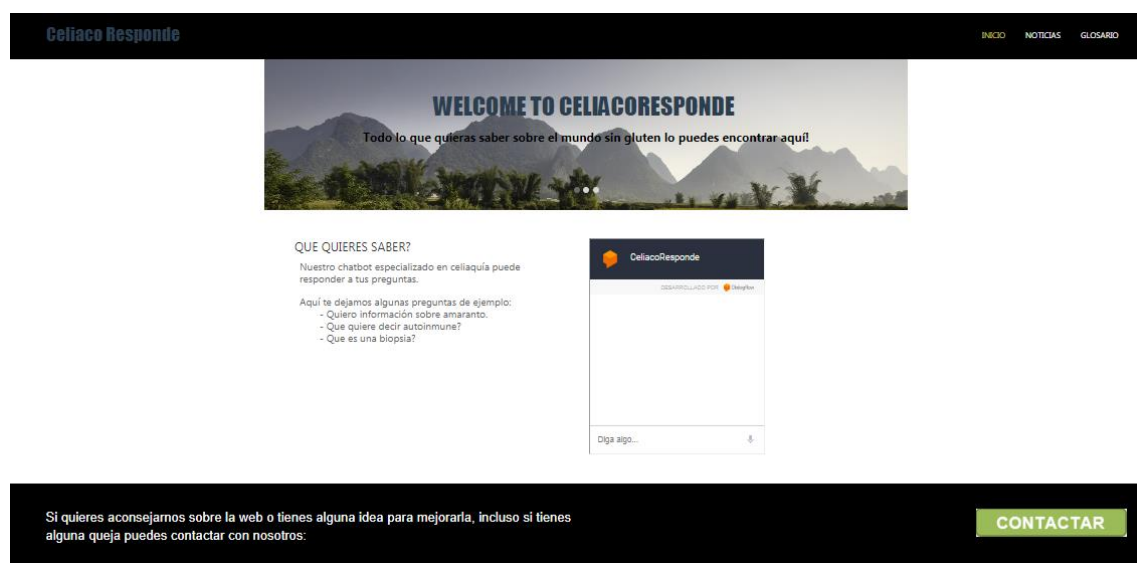 Celiaco Responde
INICIO NOTICIAS GLOSARIO
WELCOME TO CELIACORESPONDE
Todo lo que quieras saber sobre el mundo sin gluten lo puedes encontrar aquí!
QUE QUIERES SABER?
Nuestro chatbot especializado en celiaquía puede
responder a tus preguntas.
Aquí te dejamos algunas preguntas de ejemplo:
- Quiero información sobre amaranto.
- Que quiere decir autoinmune?
- Que es una biopsia?
CeliacoResponde
DESARROLLADO POR Dialogflow
Diga algo...
Si quieres aconsejarnos sobre la web o tienes alguna idea para mejorarla, incluso si tienes
alguna queja puedes contactar con nosotros:
CONTACTAR